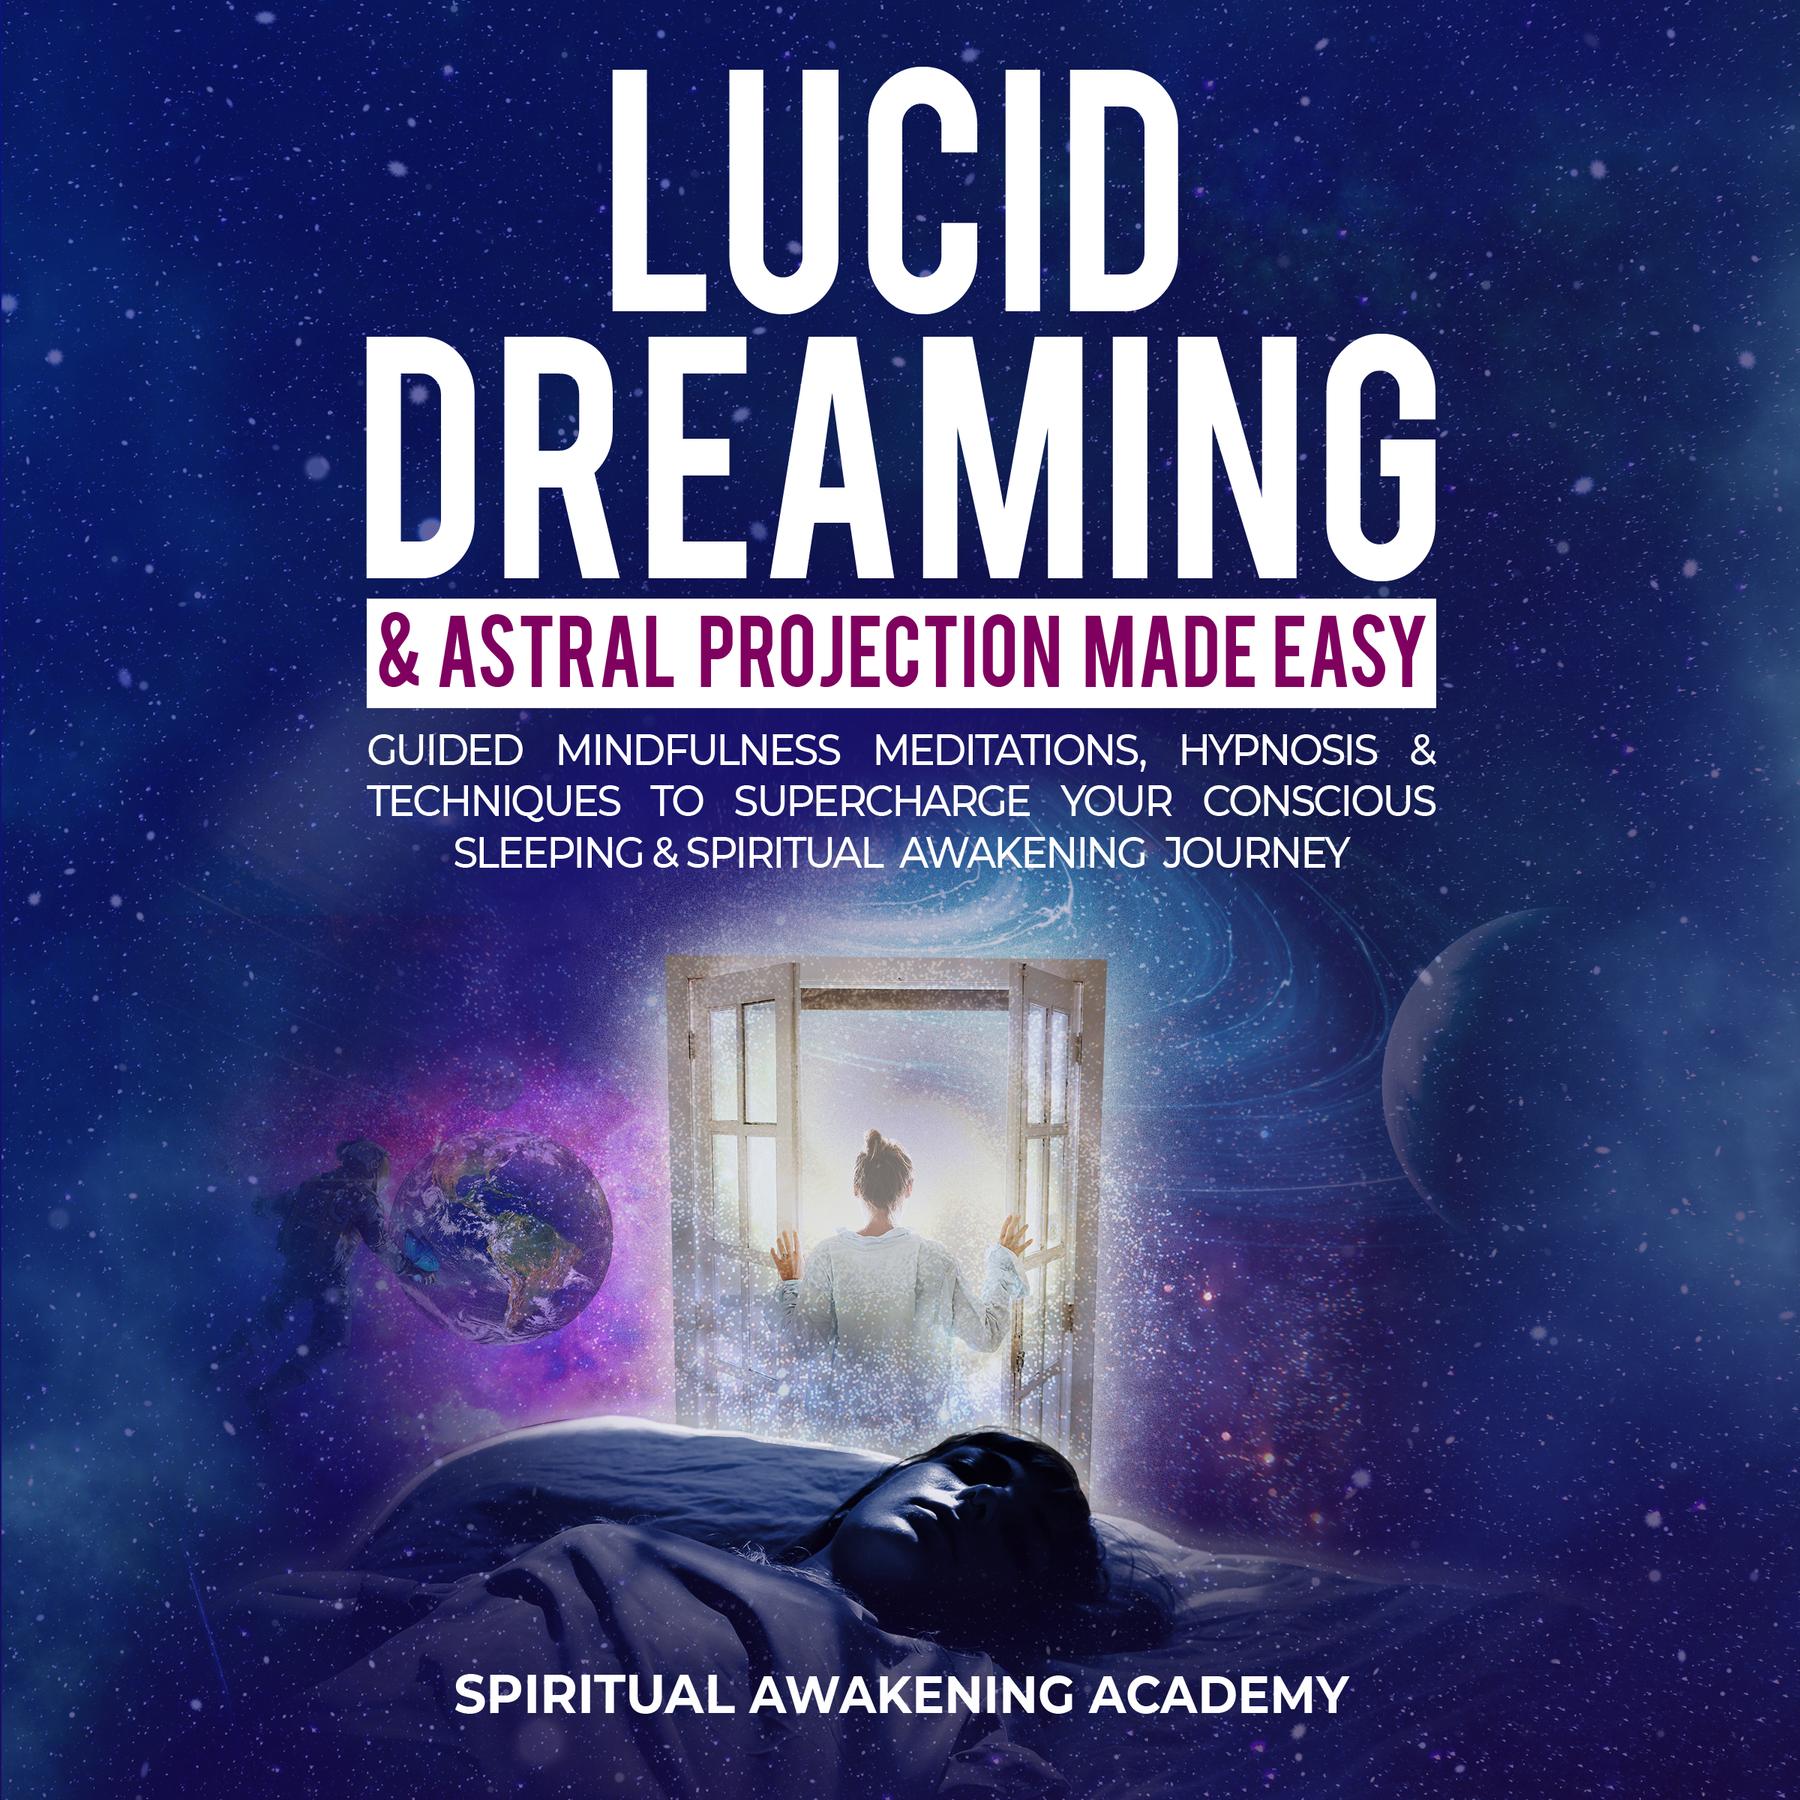 LUCID
DREAMING
& ASTRAL PROJECTION MADE EASY
GUIDED MINDFULNESS MEDITATIONS, HYPNOSIS &
TECHNIQUES TO SUPERCHARGE YOUR CONSCIOUS
SLEEPING & SPIRITUAL AWAKENING JOURNEY
SPIRITUAL AWAKENING ACADEMY